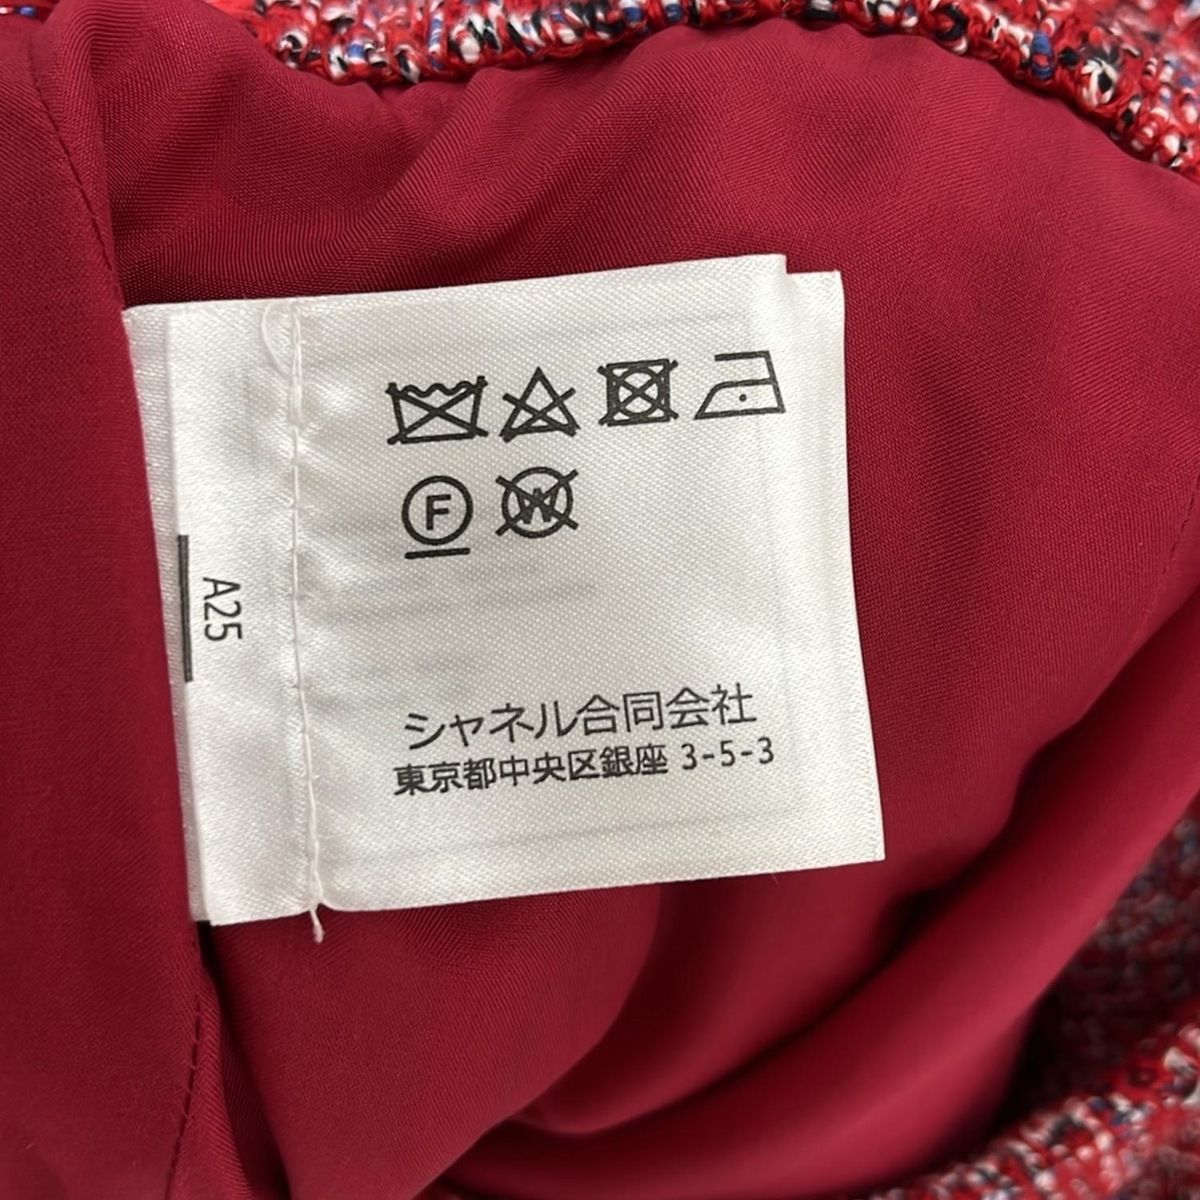 F W
A25
シャネル合同会社
東京都中央区銀座 3-5-3